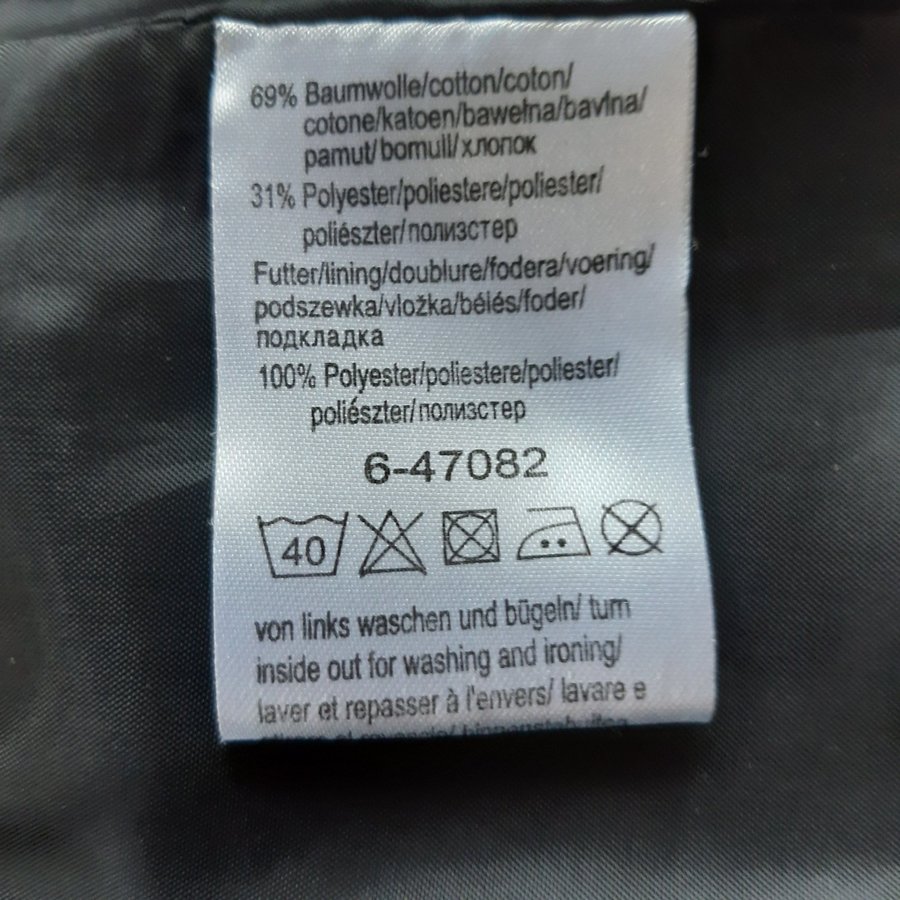 69% Baumwolle/cotton/coton/
cotone/katoen/bawełna/bavlna/
pamut/bomull/хлопок
31% Polyester/poliestere/poliester/
poliészter/полиэстер
Futter/lining/doublure/fodera/voering/
podszewka/vložka/bélés/foder/
подкладка
100% Polyester/poliestere/poliester/
poliészter/полиэстер
6-47082
40
von links waschen und bügeln/ turn
inside out for washing and ironing/
laver et repasser à l'envers/ lavare e